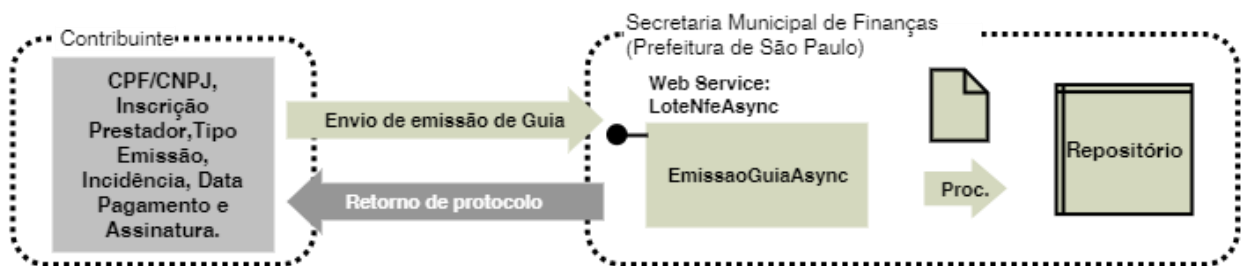 Contribuinte
CPF/CNPJ,
Inscrição
Prestador,Tipo
Emissão,
Incidência, Data
Pagamento e
Assinatura.
Envio de emissão de Guia
Retorno de protocolo
Secretaria Municipal de Finanças
(Prefeitura de São Paulo)
Web Service:
LoteNfeAsync
EmissaoGuiaAsync
Proc.
Repositório